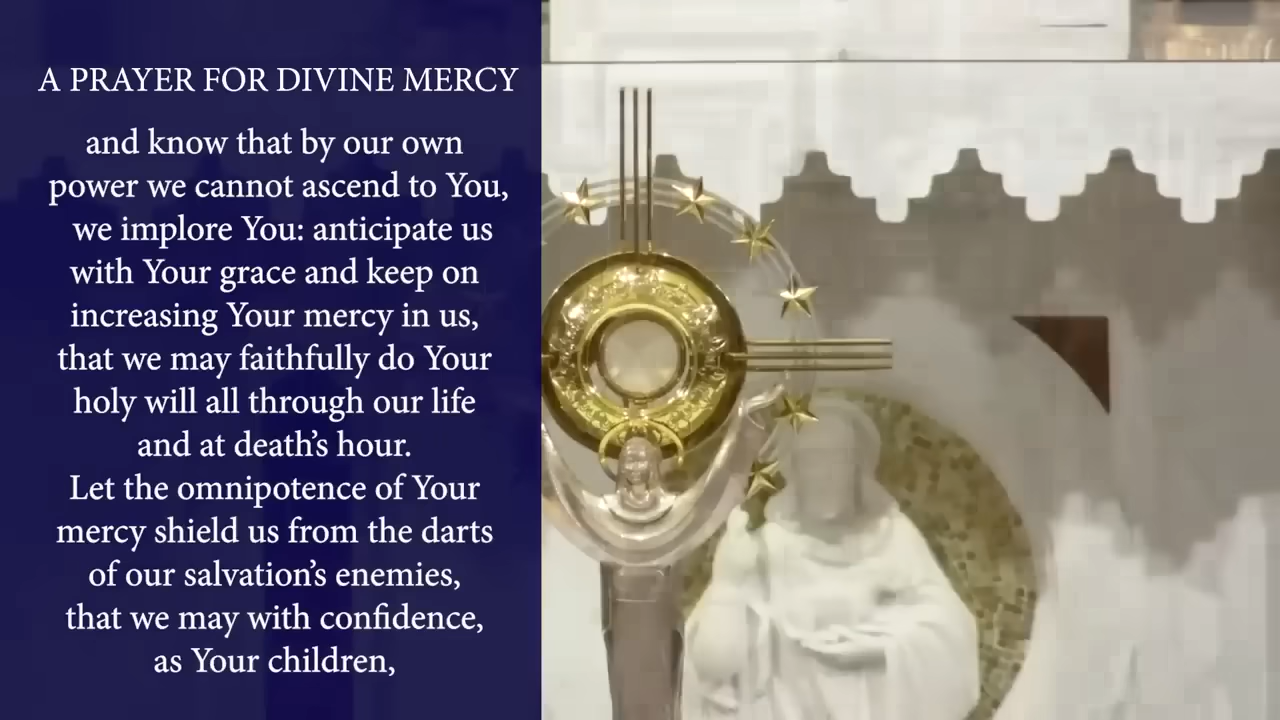 A PRAYER FOR DIVINE MERCY
and know that by our own
power we cannot ascend to You,
we implore You: anticipate us
with Your grace and keep on
increasing Your mercy in us,
that we may faithfully do Your
holy will all through our life
and at death’s hour.
Let the omnipotence of Your
mercy shield us from the darts
of our salvation’s enemies,
that we may with confidence,
as Your children,